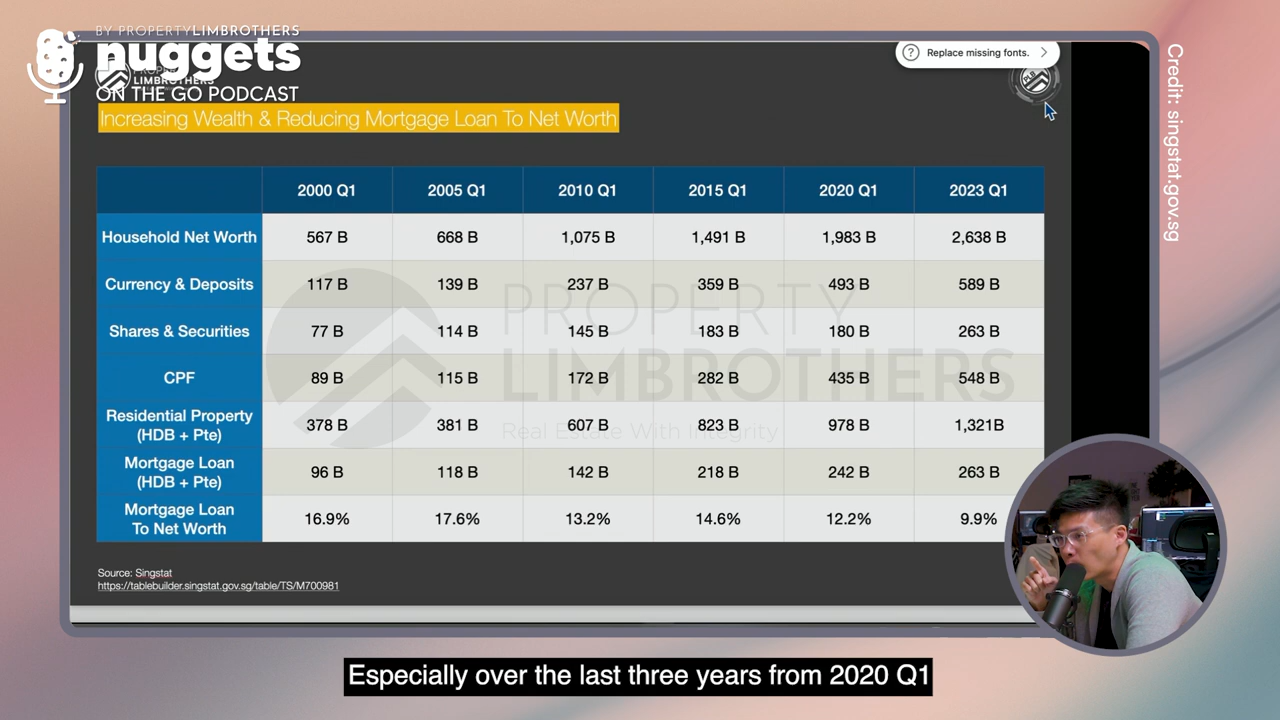 BY PROPERTYLIMBROTHERS
nuggets
ON THE GO PODCAST
PROPERTY
LIMBROTHERS
Replace missing fonts.
PLB
Credit: singstat.gov.sg
Increasing Wealth & Reducing Mortgage Loan To Net Worth
2000 Q1 2005 Q1 2010 Q1 2015 Q1 2020 Q1 2023 Q1
Household Net Worth 567 B 668 B 1,075 B 1,491 B 1,983 B 2,638 B
Currency & Deposits 117 B 139 B 237 B 359 B 493 B 589 B
Shares & Securities 77 B 114 B 145 B 183 B 180 B 263 B
CPF 89 B 115 B 172 B 282 B 435 B 548 B
Residential Property
(HDB + Pte) 378 B 381 B 607 B 823 B 978 B 1,321B
Mortgage Loan
(HDB + Pte) 96 B 118 B 142 B 218 B 242 B 263 B
Mortgage Loan
To Net Worth 16.9% 17.6% 13.2% 14.6% 12.2% 9.9%
PROPERTY
LIMBROTHERS
Real Estate With Integrity
Source: Singstat
https://tablebuilder.singstat.gov.sg/table/TS/M700981
Especially over the last three years from 2020 Q1